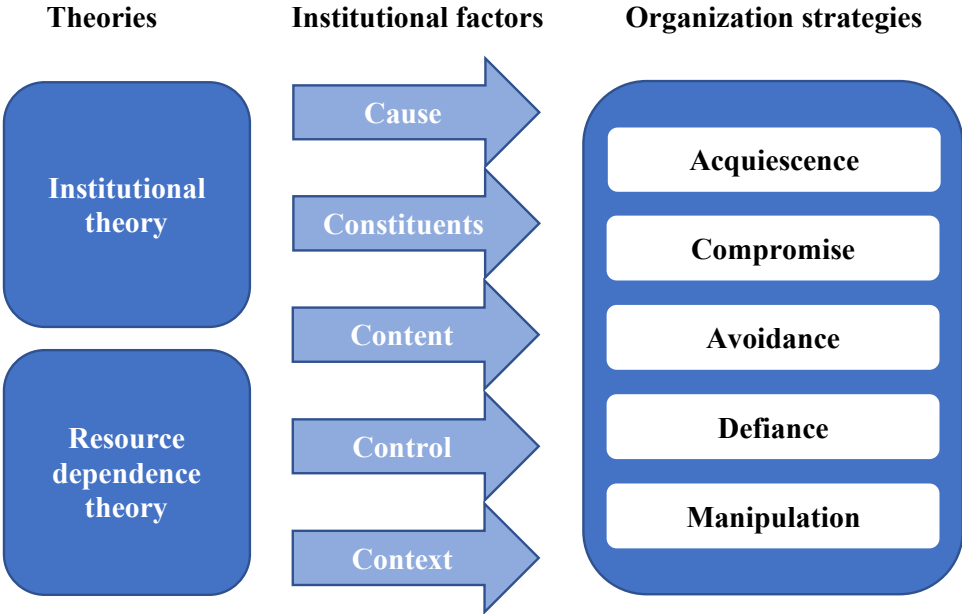 Theories
Institutional factors
Organization strategies
Institutional
theory
Resource
dependence
theory
Cause
Constituents
Content
Control
Context
Acquiescence
Compromise
Avoidance
Defiance
Manipulation